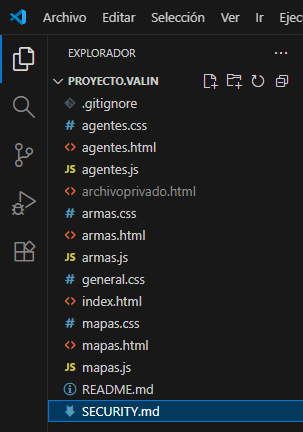 Archivo Editar Selección Ver Ir Ejec
EXPLORADOR
PROYECTO.VALIN
.gitignore
# agentes.css
<> agentes.html
JS agentes.js
<> archivoprivado.html
# armas.css
<> armas.html
JS armas.js
# general.css
<> index.html
# mapas.css
<> mapas.html
JS mapas.js
README.md
SECURITY.md